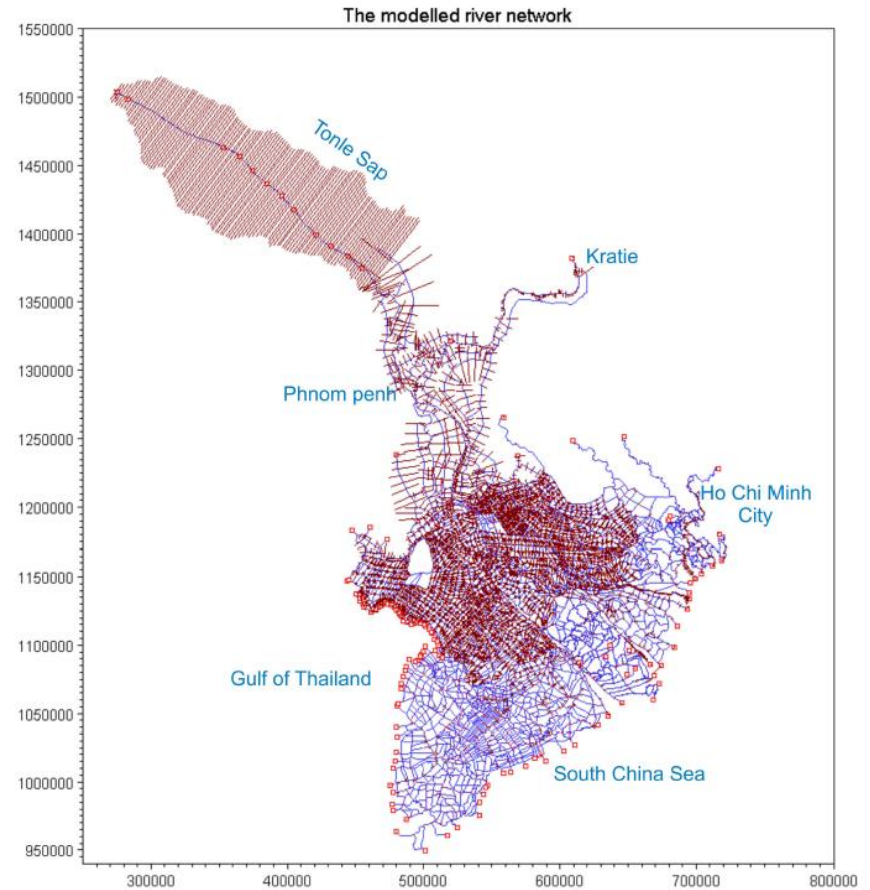 The modelled river network
1550000
1500000
1450000
1400000
1350000
1300000
1250000
1200000
1150000
1100000
1050000
1000000
950000
Tonle Sap
Kratie
Phnom penh
Ho Chi Minh
City
Gulf of Thailand
South China Sea
300000 400000 500000 600000 700000 800000